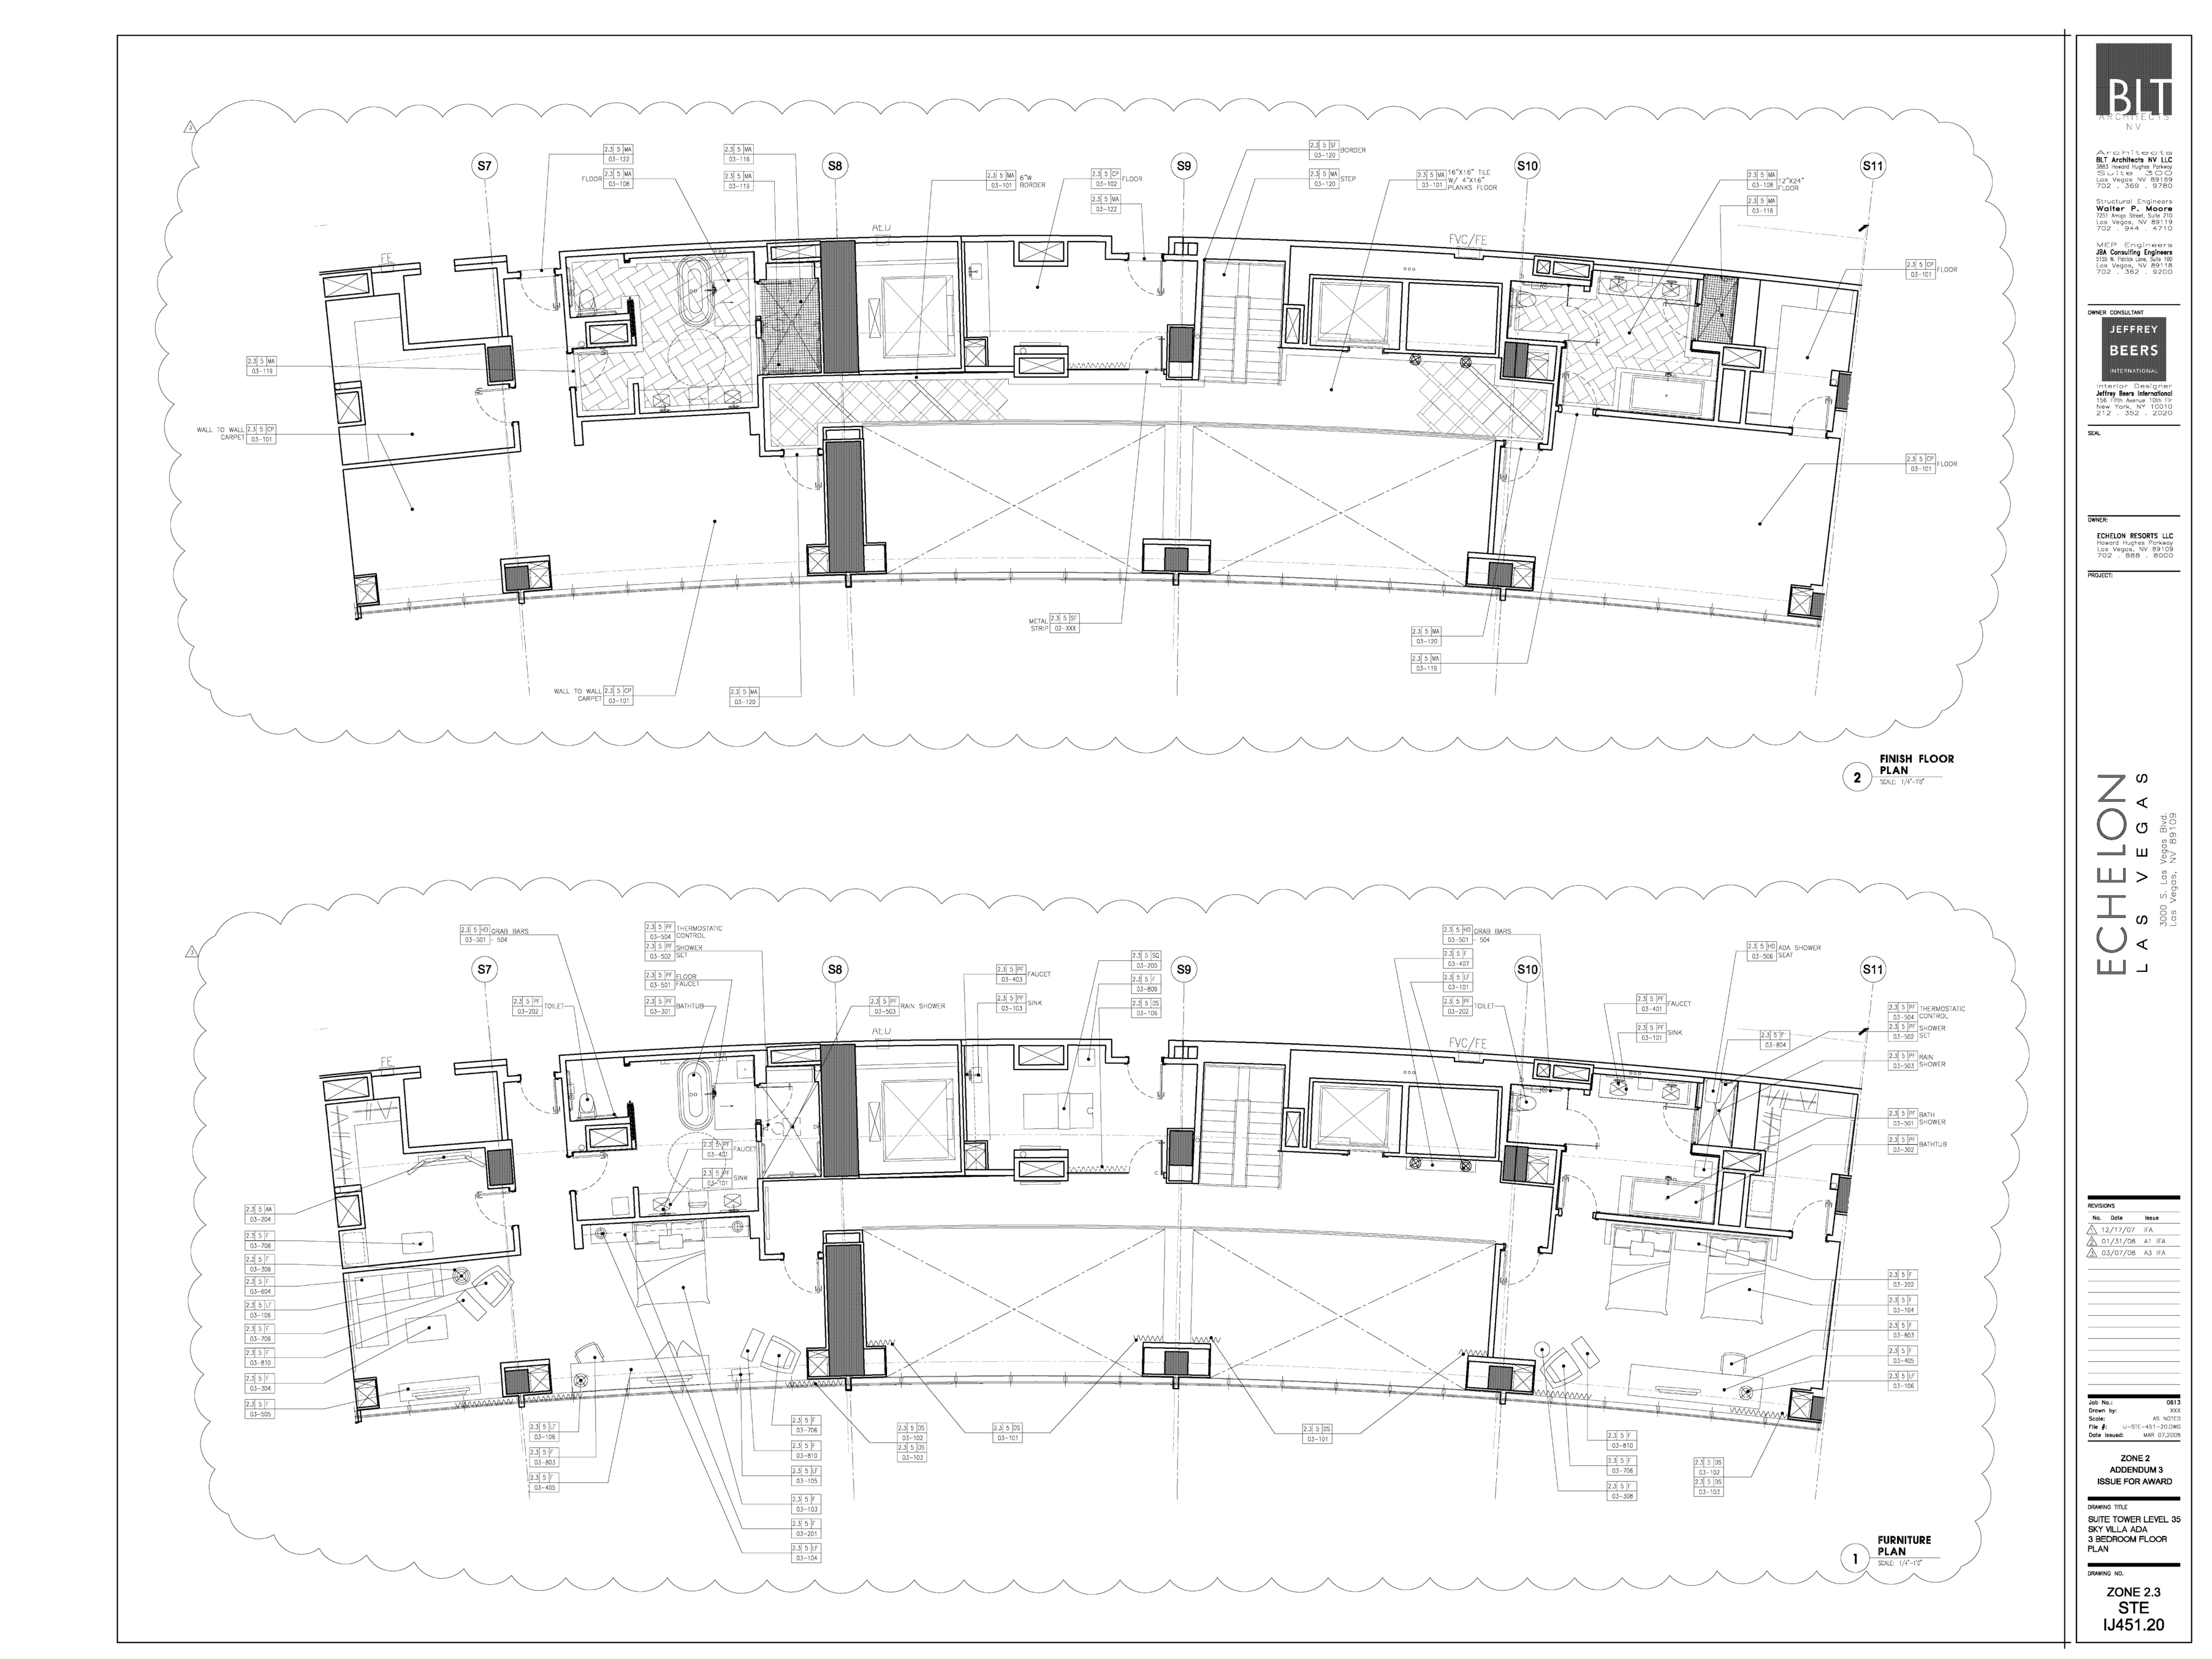 3
S7
S8
S9
S10
S11
2.3 5 MA
03-122
FLOOR 2.3 5 MA
03-108
2.3 5 MA
03-116
2.3 5 MA
03-119
2.3 5 MA 6"W
03-101 BORDER
2.3 5 CP FLOOR
03-102
2.3 5 MA
03-122
2.3 5 SF BORDER
03-120
2.3 5 MA STEP
03-120
2.3 5 MA 16"X16" TILE
03-101 W/ 4"X16"
PLANKS FLOOR
2.3 5 MA 12"X24"
03-108 FLOOR
2.3 5 MA
03-116
FE
AED
FVC/FE
2.3 5 CP FLOOR
03-101
2.3 5 MA
03-119
WALL TO WALL 2.3 5 CP
CARPET 03-101
2.3 5 CP FLOOR
03-101
METAL 2.3 5 SF
STRIP 02-XXX
2.3 5 MA
03-120
2.3 5 MA
03-119
WALL TO WALL 2.3 5 CP
CARPET 03-101
2.3 5 MA
03-120
2
FINISH FLOOR
PLAN
SCALE: 1/4"-1'0"
3
S7
S8
S9
S10
S11
2.3 5 HD GRAB BARS
03-501 - 504
2.3 5 PF THERMOSTATIC
03-504 CONTROL
2.3 5 PF SHOWER
03-502 SET
2.3 5 PF FLOOR
03-501 FAUCET
2.3 5 PF TOILET
03-202
2.3 5 PF BATHTUB
03-301
2.3 5 PF RAIN SHOWER
03-503
2.3 5 PF FAUCET
03-403
2.3 5 PF SINK
03-103
2.3 5 SQ
03-205
2.3 5 F
03-809
2.3 5 DS
03-106
2.3 5 HD GRAB BARS
03-501 - 504
2.3 5 F
03-407
2.3 5 LF
03-101
2.3 5 PF TOILET
03-202
2.3 5 PF FAUCET
03-401
2.3 5 PF SINK
03-101
2.3 5 HD ADA SHOWER
03-506 SEAT
2.3 5 F
03-804
2.3 5 PF THERMOSTATIC
03-504 CONTROL
2.3 5 PF SHOWER
03-502 SET
2.3 5 PF RAIN
03-503 SHOWER
2.3 5 PF BATH
03-501 SHOWER
2.3 5 PF BATHTUB
03-302
FE
AED
FVC/FE
2.3 5 PF FAUCET
03-401
2.3 5 PF SINK
03-101
2.3 5 AA
03-204
2.3 5 F
03-708
2.3 5 F
03-308
2.3 5 F
03-604
2.3 5 LF
03-106
2.3 5 F
03-706
2.3 5 F
03-810
2.3 5 F
03-304
2.3 5 F
03-505
2.3 5 F
03-202
2.3 5 F
03-104
2.3 5 F
03-803
2.3 5 F
03-405
2.3 5 LF
03-106
2.3 5 LF
03-106
2.3 5 F
03-803
2.3 5 F
03-405
2.3 5 F
03-706
2.3 5 F
03-810
2.3 5 LF
03-105
2.3 5 F
03-103
2.3 5 F
03-201
2.3 5 LF
03-104
2.3 5 DS
03-102
2.3 5 DS
03-103
2.3 5 DS
03-101
2.3 5 DS
03-101
2.3 5 F
03-810
2.3 5 F
03-706
2.3 5 F
03-308
2.3 5 DS
03-102
2.3 5 DS
03-103
1
FURNITURE
PLAN
SCALE: 1/4"-1'0"
BLT
ARCHITECTS
NV
Architects
BLT Architects NV LLC
3883 Howard Hughes Parkway
Suite 300
Las Vegas NV 89169
702 . 369 . 9780
Structural Engineers
Walter P. Moore
7251 Amigo Street, Suite 210
Las Vegas, NV 89119
702 . 944 . 4710
MEP Engineers
JBA Consulting Engineers
5155 W. Patrick Lane, Suite 100
Las Vegas, NV 89118
702 . 362 . 9200
OWNER CONSULTANT
JEFFREY
BEERS
INTERNATIONAL
Interior Designer
Jeffrey Beers International
156 Fifth Avenue 10th Flr
New York, NY 10010
212 . 352 . 2020
SEAL
OWNER:
ECHELON RESORTS LLC
Howard Hughes Parkway
Las Vegas, NV 89109
702 . 888 . 8000
PROJECT:
ECHELON
LAS VEGAS
3000 S. Las Vegas Blvd.
Las Vegas, NV 89109
REVISIONS
No. Date Issue
1 12/17/07 IFA
2 01/31/08 A1 IFA
3 03/07/08 A3 IFA
Job No.: 0613
Drawn by: XXX
Scale: AS NOTED
File #: IJ-STE-451-20.DWG
Date Issued: MAR 07,2008
ZONE 2
ADDENDUM 3
ISSUE FOR AWARD
DRAWING TITLE
SUITE TOWER LEVEL 35
SKY VILLA ADA
3 BEDROOM FLOOR
PLAN
DRAWING NO.
ZONE 2.3
STE
IJ451.20